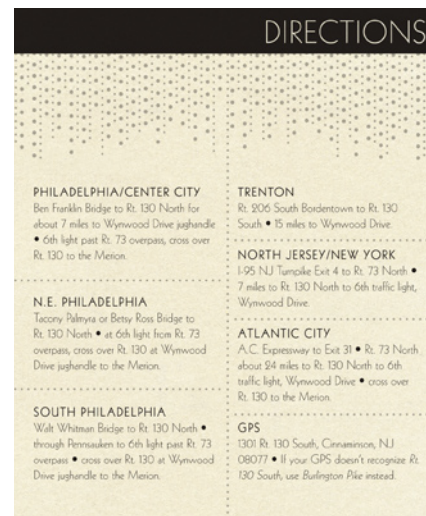 DIRECTIONS
PHILADELPHIA/CENTER CITY
Ben Franklin Bridge to Rt. 130 North for
about 7 miles to Wynwood Drive jughandle
• 6th light past Rt. 73 overpass, cross over
Rt. 130 to the Merion.
N.E. PHILADELPHIA
Tacony Palmyra or Betsy Ross Bridge to
Rt. 130 North • at 6th light from Rt. 73
overpass, cross over Rt. 130 at Wynwood
Drive jughandle to the Merion.
SOUTH PHILADELPHIA
Walt Whitman Bridge to Rt. 130 North •
through Pennsauken to 6th light past Rt. 73
overpass • cross over Rt. 130 at Wynwood
Drive jughandle to the Merion.
TRENTON
Rt. 206 South Bordentown to Rt. 130
South • 15 miles to Wynwood Drive.
NORTH JERSEY/NEW YORK
I-95 NJ Turnpike Exit 4 to Rt. 73 North •
7 miles to Rt. 130 North to 6th traffic light,
Wynwood Drive.
ATLANTIC CITY
A.C. Expressway to Exit 31 • Rt. 73 North
about 24 miles to Rt. 130 North to 6th
traffic light, Wynwood Drive • cross over
Rt. 130 to the Merion.
GPS
1301 Rt. 130 South, Cinnaminson, NJ
08077 • If your GPS doesn't recognize Rt.
130 South, use Burlington Pike instead.